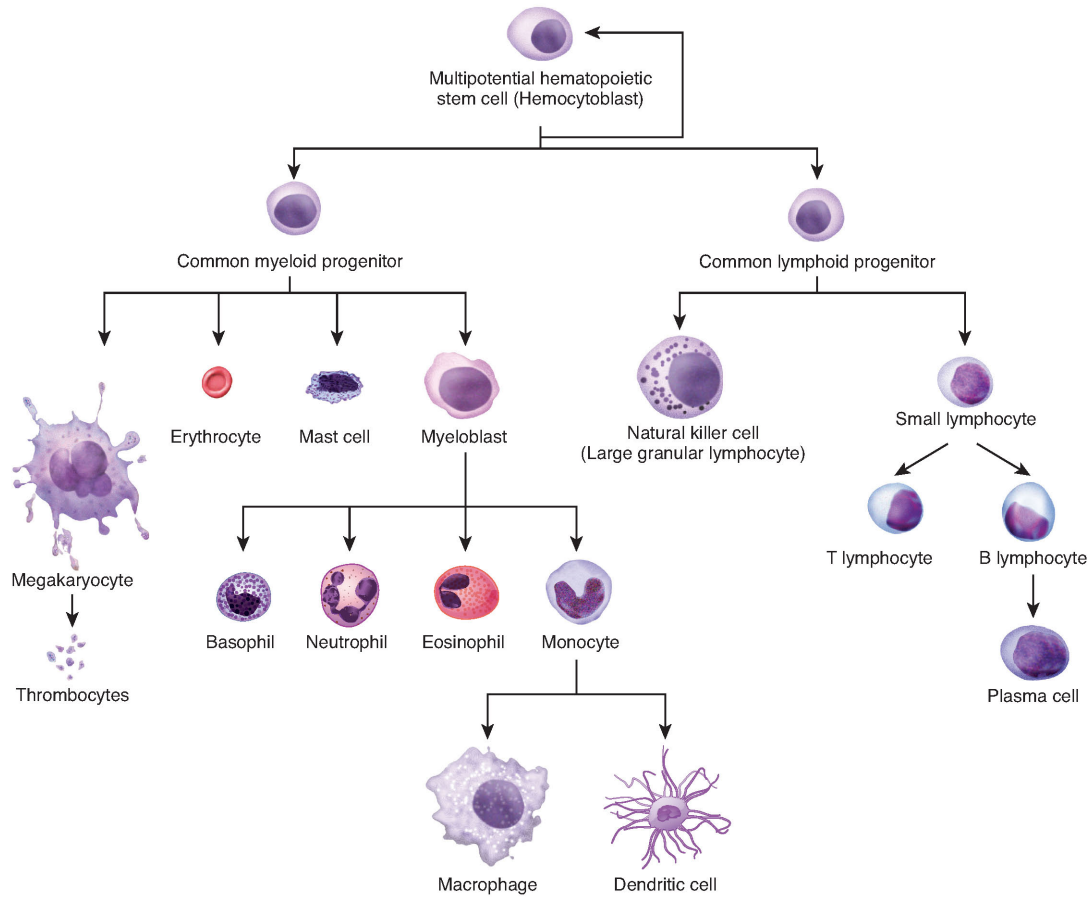 Multipotential hematopoietic
stem cell (Hemocytoblast)
Common myeloid progenitor
Common lymphoid progenitor
Erythrocyte
Mast cell
Myeloblast
Natural killer cell
(Large granular lymphocyte)
Small lymphocyte
T lymphocyte
B lymphocyte
Megakaryocyte
Basophil
Neutrophil
Eosinophil
Monocyte
Thrombocytes
Plasma cell
Macrophage
Dendritic cell